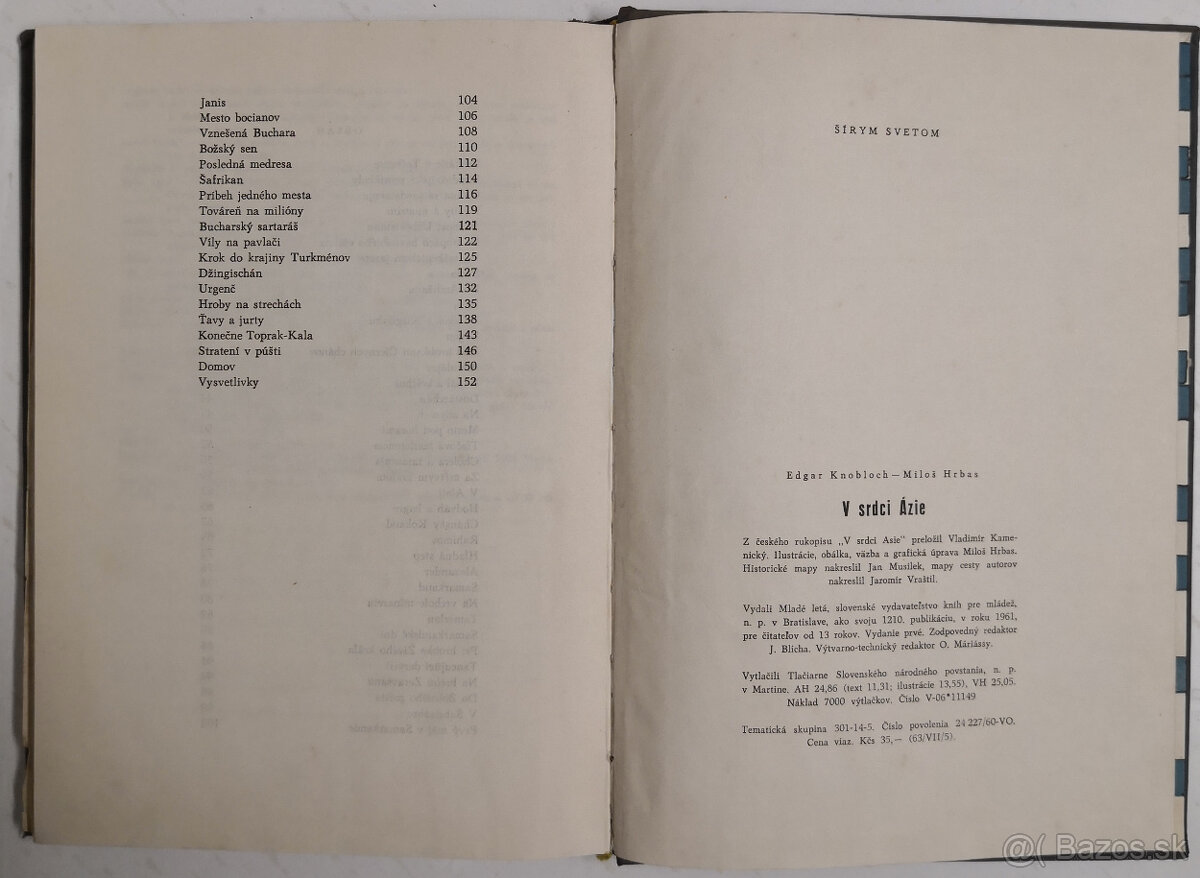 Janis 104
Mesto bocianov 106
Vznešená Buchara 108
Božský sen 110
Posledná medresa 112
Šafrikan 114
Príbeh jedného mesta 116
Továreň na milióny 119
Bucharský sartaráš 121
Víly na pavlači 122
Krok do krajiny Turkménov 125
Džingischán 127
Urgenč 132
Hroby na strechách 135
Ťavy a jurty 138
Konečne Toprak-Kala 143
Stratení v púšti 146
Domov 150
Vysvetlivky 152
ŠÍRYM SVETOM
Edgar Knobloch — Miloš Hrbas
V srdci Ázie
Z českého rukopisu „V srdci Asie" preložil Vladimír Kame-
nický. Ilustrácie, obálka, väzba a grafická úprava Miloš Hrbas.
Historické mapy nakreslil Jan Musilek, mapy cesty autorov
nakreslil Jaromír Vraštil.
Vydali Mladé letá, slovenské vydavateľstvo kníh pre mládež,
n. p. v Bratislave, ako svoju 1210. publikáciu, v roku 1961,
pre čitateľov od 13 rokov. Vydanie prvé. Zodpovedný redaktor
J. Blicha. Výtvarno-technický redaktor O. Máriássy.
Vytlačili Tlačiarne Slovenského národného povstania, n. p.
v Martine. AH 24,86 (text 11,31; ilustrácie 13,55), VH 25,05.
Náklad 7000 výtlačkov. Číslo V-06*11149
Tematická skupina 301-14-5. Číslo povolenia 24 227/60-VO.
Cena viaz. Kčs 35,— (63/VII/5).
@( Bazos.sk